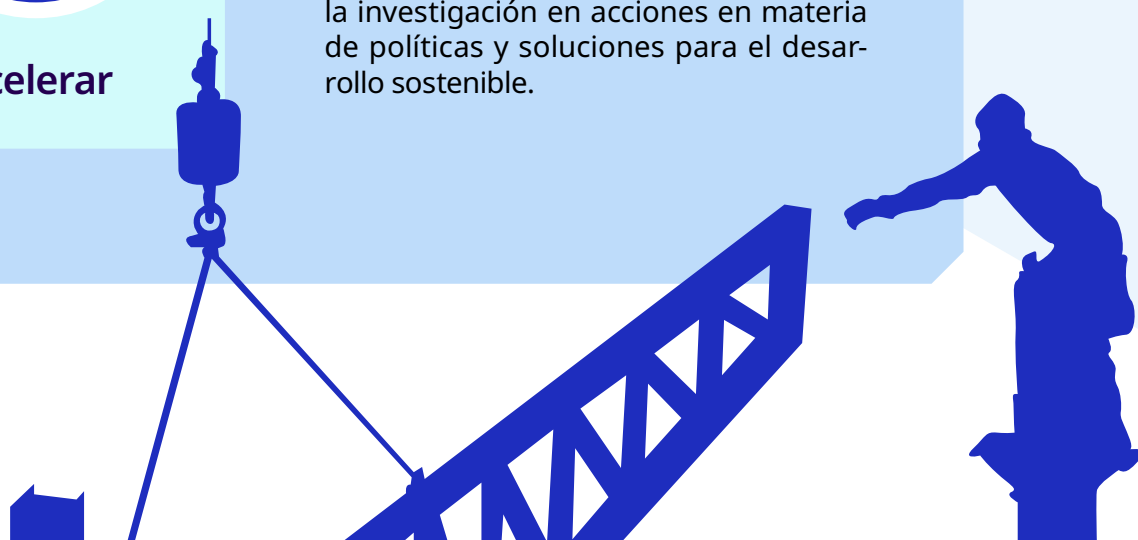 la investigación en acciones en materia
de políticas y soluciones para el desar-
rollo sostenible.
celerar